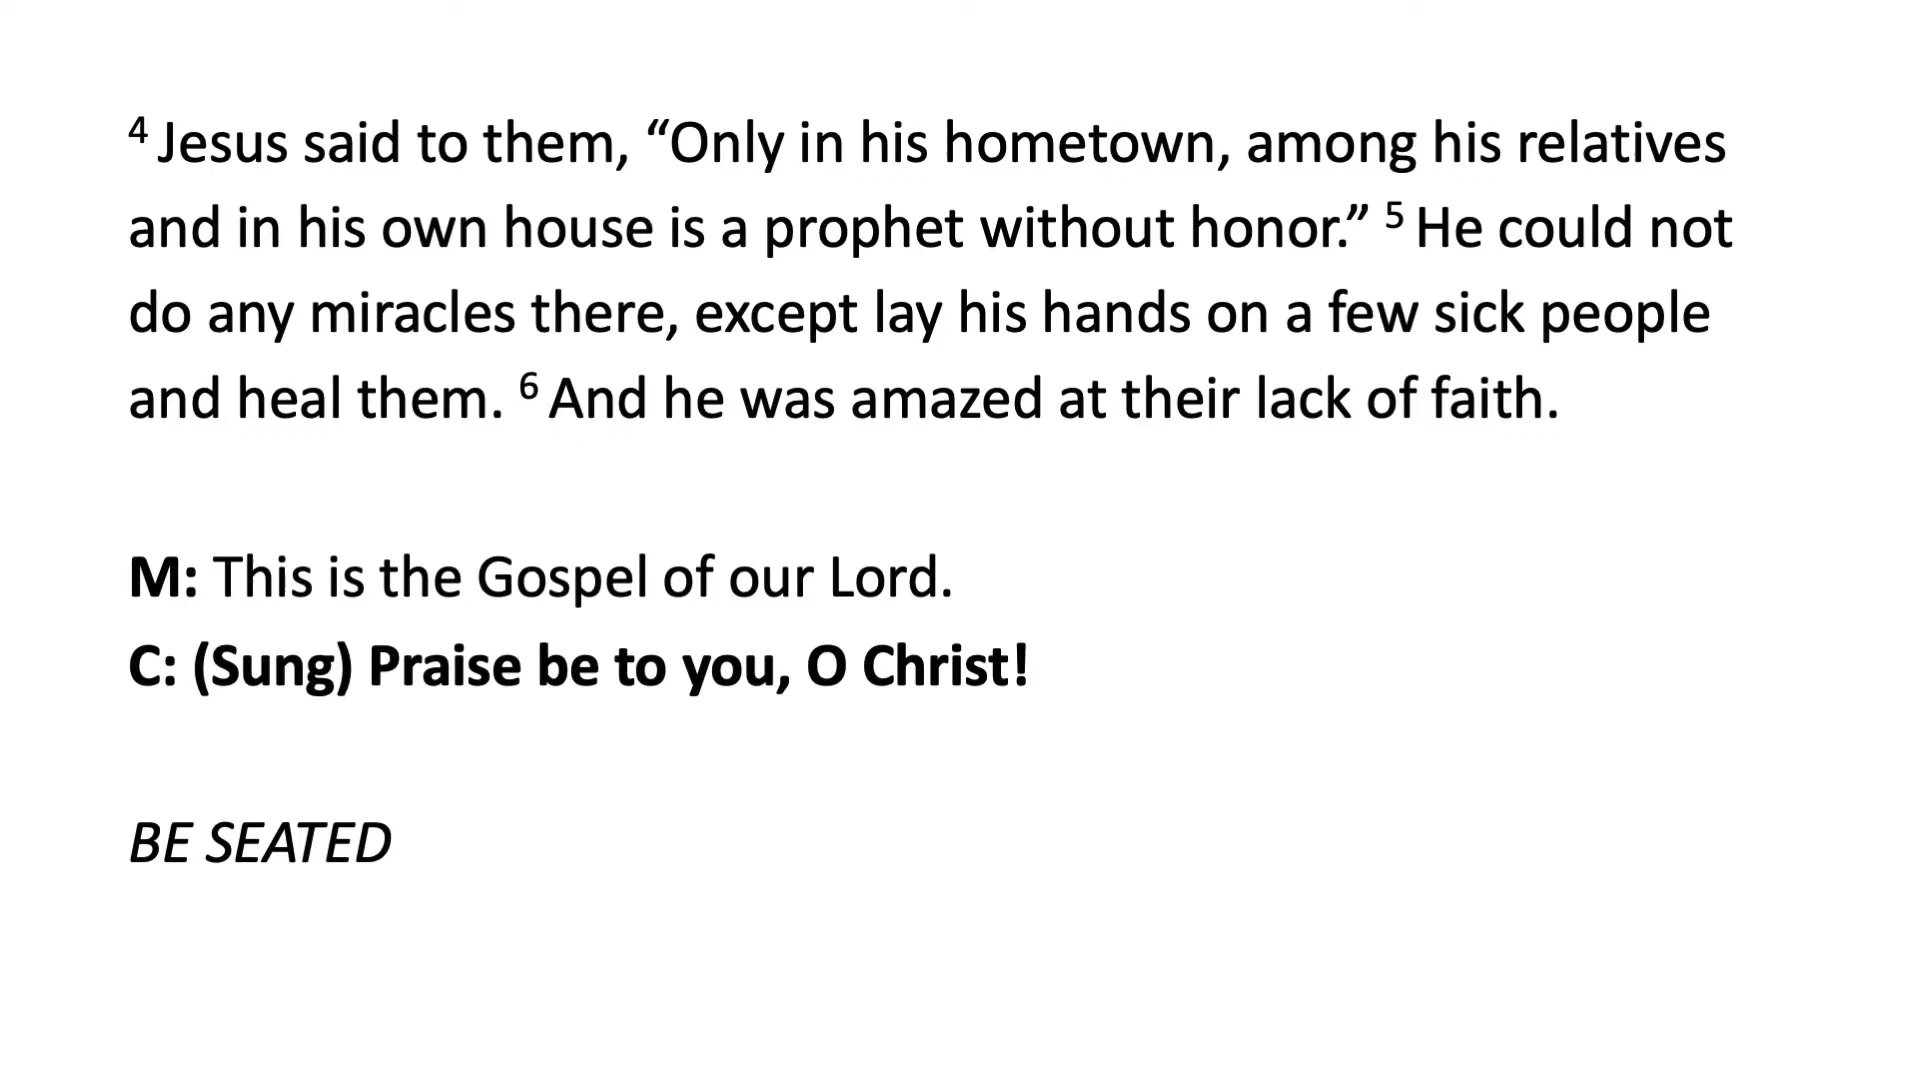 4 Jesus said to them, “Only in his hometown, among his relatives
and in his own house is a prophet without honor.” 5 He could not
do any miracles there, except lay his hands on a few sick people
and heal them. 6 And he was amazed at their lack of faith.
M: This is the Gospel of our Lord.
C: (Sung) Praise be to you, O Christ!
BE SEATED